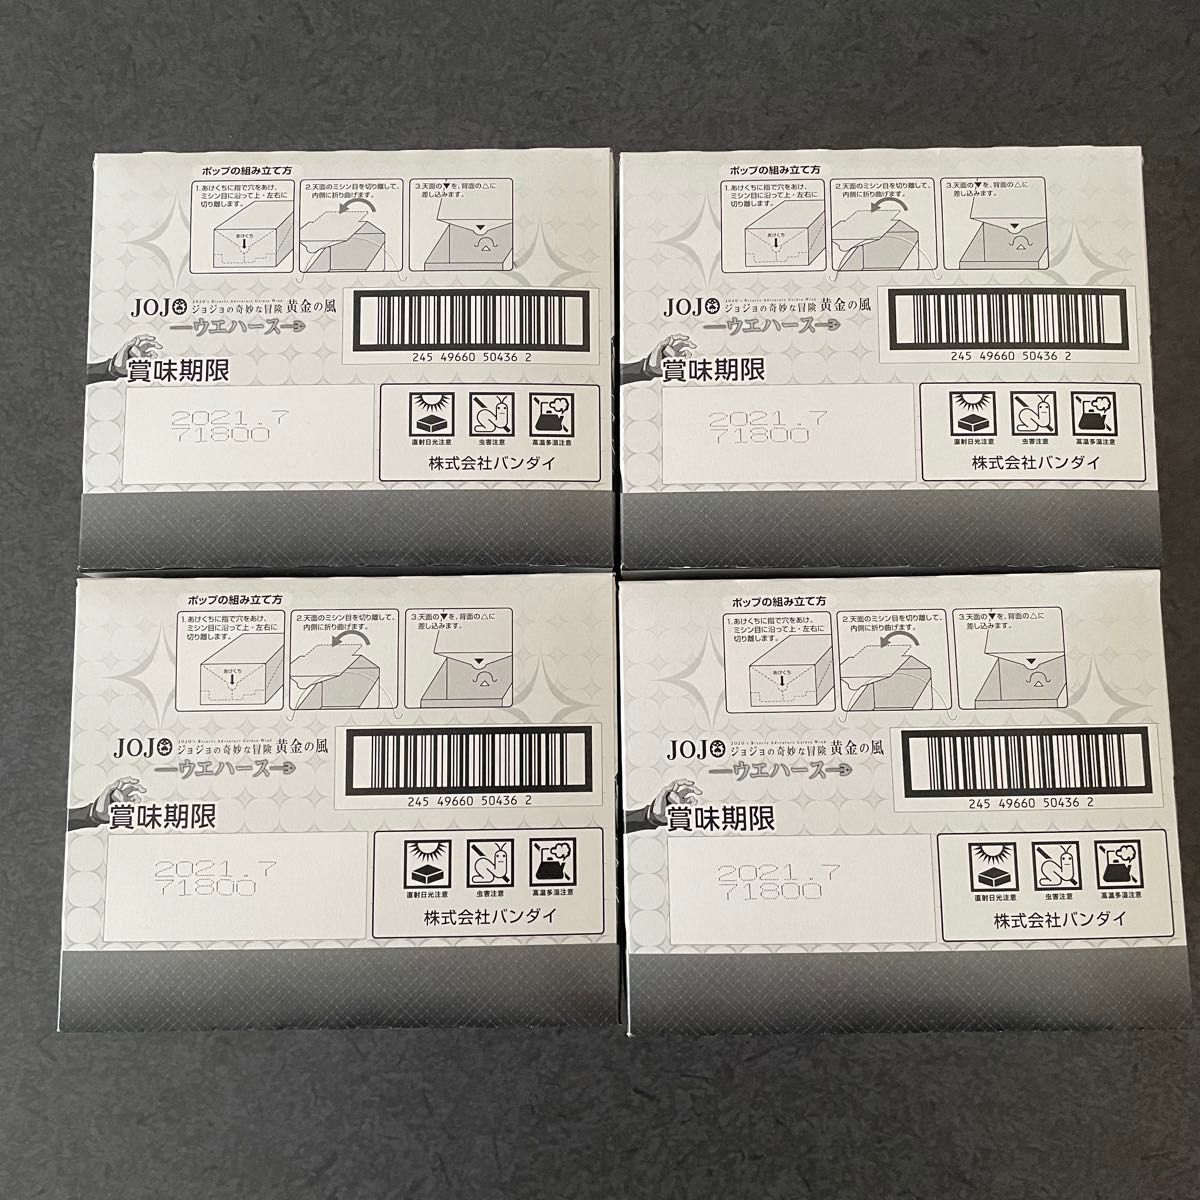 ポップの組み立て方
1.あけくちに指で穴をあけ、
ミシン目に沿って上・左右に
切り離します。
あけくち
2.天面のミシン目を切り離して、
内側に折り曲げます。
3.天面の▼を、背面の△に
差し込みます。
JOJO's Bizarre Adventure Golden Wind
JOJO ジョジョの奇妙な冒険 黄金の風
ウエハース
245 49660 50436 2
賞味期限
2021.7
71800
直射日光注意 虫害注意 高温多湿注意
株式会社バンダイ
ポップの組み立て方
1.あけくちに指で穴をあけ、
ミシン目に沿って上・左右に
切り離します。
あけくち
2.天面のミシン目を切り離して、
内側に折り曲げます。
3.天面の▼を、背面の△に
差し込みます。
JOJO's Bizarre Adventure Golden Wind
JOJO ジョジョの奇妙な冒険 黄金の風
ウエハース
245 49660 50436 2
賞味期限
2021.7
71800
直射日光注意 虫害注意 高温多湿注意
株式会社バンダイ
ポップの組み立て方
1.あけくちに指で穴をあけ、
ミシン目に沿って上・左右に
切り離します。
あけくち
2.天面のミシン目を切り離して、
内側に折り曲げます。
3.天面の▼を、背面の△に
差し込みます。
JOJO's Bizarre Adventure Golden Wind
JOJO ジョジョの奇妙な冒険 黄金の風
ウエハース
245 49660 50436 2
賞味期限
2021.7
71800
直射日光注意 虫害注意 高温多湿注意
株式会社バンダイ
ポップの組み立て方
1.あけくちに指で穴をあけ、
ミシン目に沿って上・左右に
切り離します。
あけくち
2.天面のミシン目を切り離して、
内側に折り曲げます。
3.天面の▼を、背面の△に
差し込みます。
JOJO's Bizarre Adventure Golden Wind
JOJO ジョジョの奇妙な冒険 黄金の風
ウエハース
245 49660 50436 2
賞味期限
2021.7
71800
直射日光注意 虫害注意 高温多湿注意
株式会社バンダイ